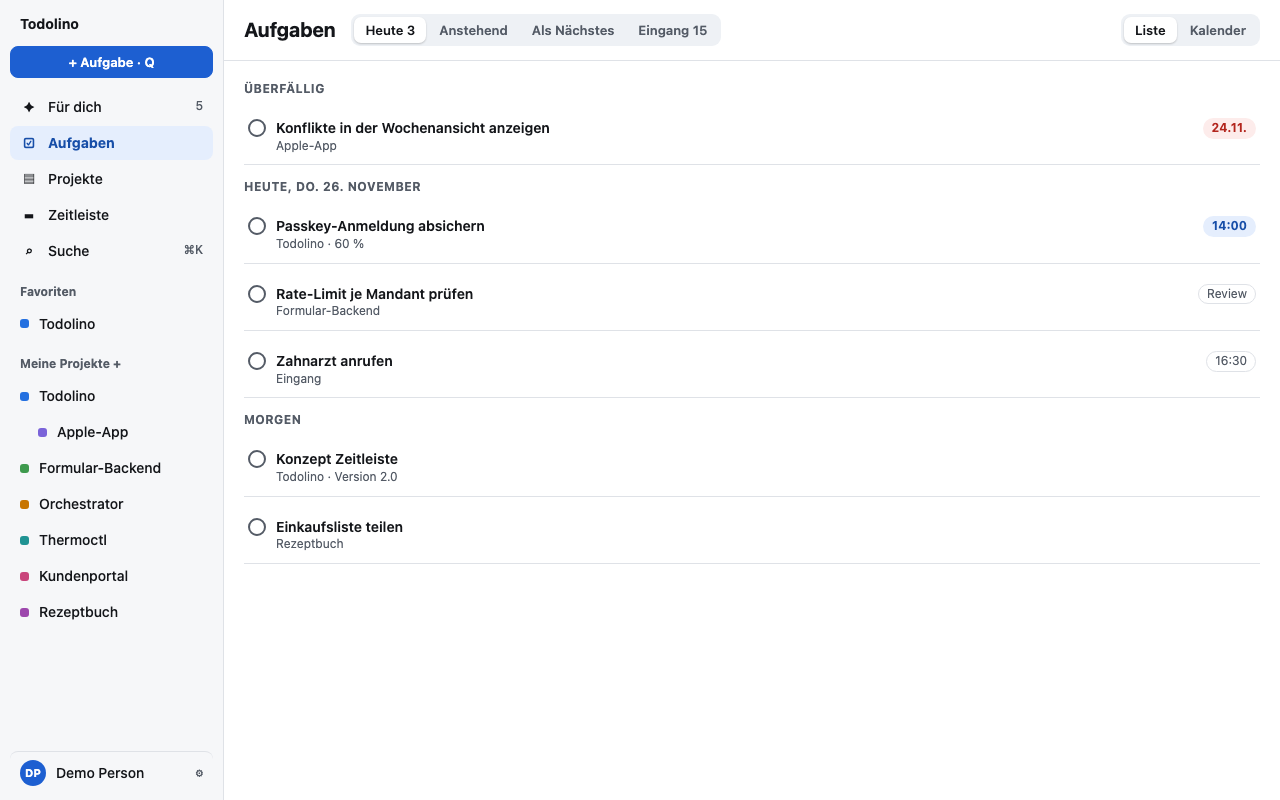 Todolino
+ Aufgabe · Q
Für dich 5
Aufgaben
Projekte
Zeitleiste
Suche ⌘K
Favoriten
Todolino
Meine Projekte +
Todolino
Apple-App
Formular-Backend
Orchestrator
Thermoctl
Kundenportal
Rezeptbuch
DP Demo Person
Aufgaben Heute 3 Anstehend Als Nächstes Eingang 15 Liste Kalender
ÜBERFÄLLIG
Konflikte in der Wochenansicht anzeigen 24.11.
Apple-App
HEUTE, DO. 26. NOVEMBER
Passkey-Anmeldung absichern 14:00
Todolino · 60 %
Rate-Limit je Mandant prüfen Review
Formular-Backend
Zahnarzt anrufen 16:30
Eingang
MORGEN
Konzept Zeitleiste
Todolino · Version 2.0
Einkaufsliste teilen
Rezeptbuch